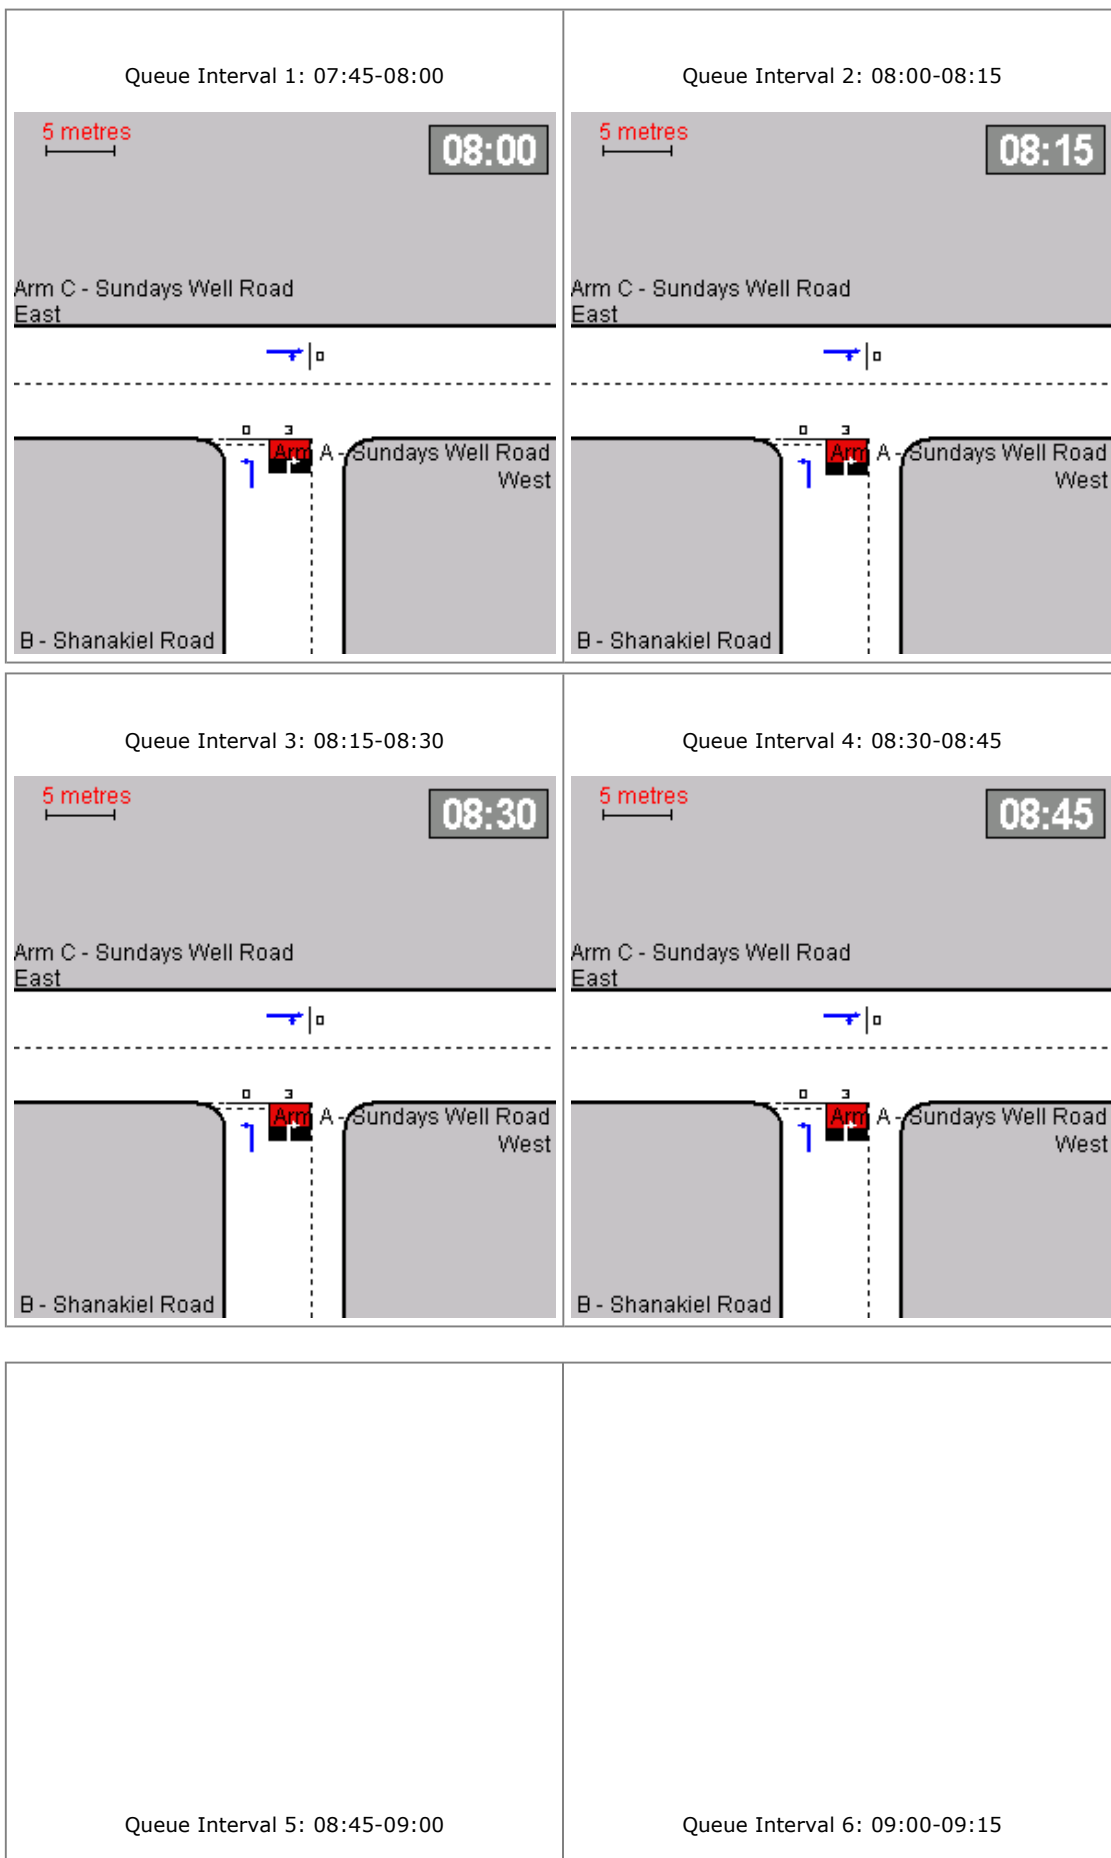 Queue Interval 1: 07:45-08:00
5 metres
08:00
Arm C - Sundays Well Road
East
0
0 3
Arm A - Sundays Well Road
West
B - Shanakiel Road
Queue Interval 2: 08:00-08:15
5 metres
08:15
Arm C - Sundays Well Road
East
0
0 3
Arm A - Sundays Well Road
West
B - Shanakiel Road
Queue Interval 3: 08:15-08:30
5 metres
08:30
Arm C - Sundays Well Road
East
0
0 3
Arm A - Sundays Well Road
West
B - Shanakiel Road
Queue Interval 4: 08:30-08:45
5 metres
08:45
Arm C - Sundays Well Road
East
0
0 3
Arm A - Sundays Well Road
West
B - Shanakiel Road
Queue Interval 5: 08:45-09:00
Queue Interval 6: 09:00-09:15